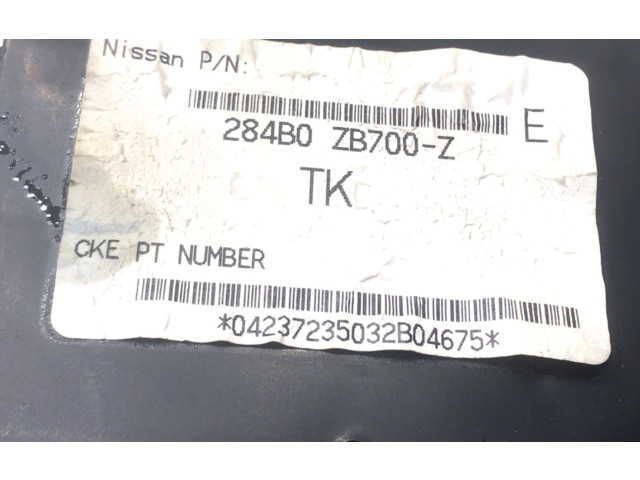 Nissan P/N:
E
284B0 ZB700-Z
TK
CKE PT NUMBER
*04237235032B04675*